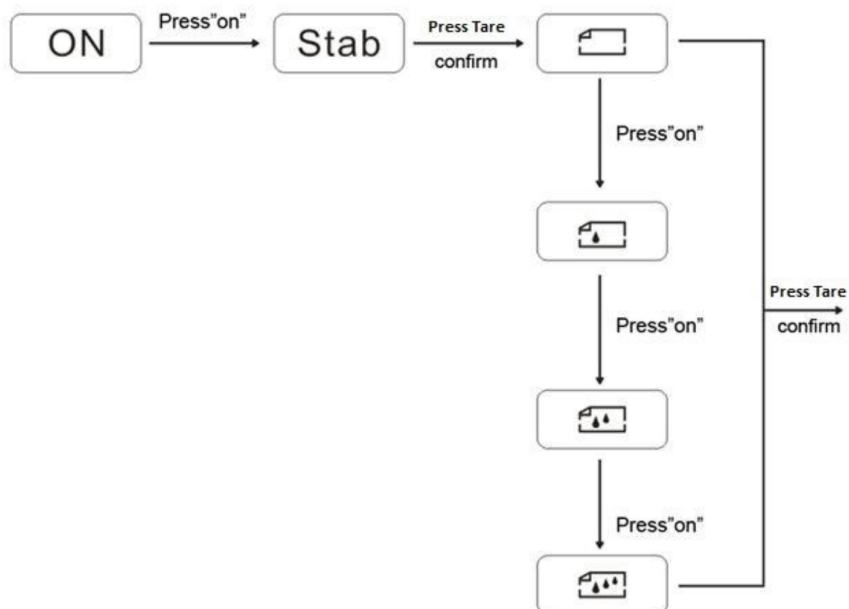 ON
Press"on"
Stab
Press Tare
confirm
Press"on"
Press"on"
Press Tare
confirm
Press"on"